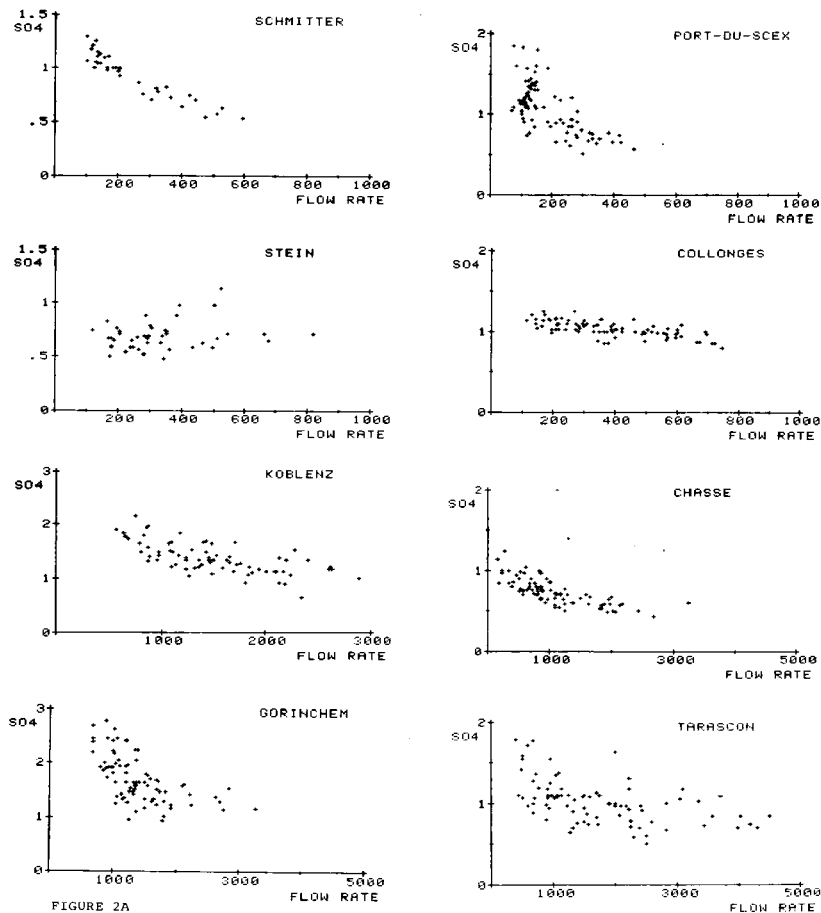 SCHMITTER
1.5
SO4
1
.5
0
200 400 600 800 1000
FLOW RATE
PORT-DU-SCEX
2
SO4
1
0
200 400 600 800 1000
FLOW RATE
STEIN
1.5
SO4
1
.5
0
200 400 600 800 1000
FLOW RATE
COLLONGES
2
SO4
1
0
200 400 600 800 1000
FLOW RATE
KOBLENZ
3
SO4
2
1
0
1000 2000 3000
FLOW RATE
CHASSE
2
SO4
1
0
1000 3000 5000
FLOW RATE
GORINCHEM
3
SO4
2
1
0
1000 3000 5000
FLOW RATE
TARASCON
2
SO4
1
0
1000 3000 5000
FLOW RATE
FIGURE 2A